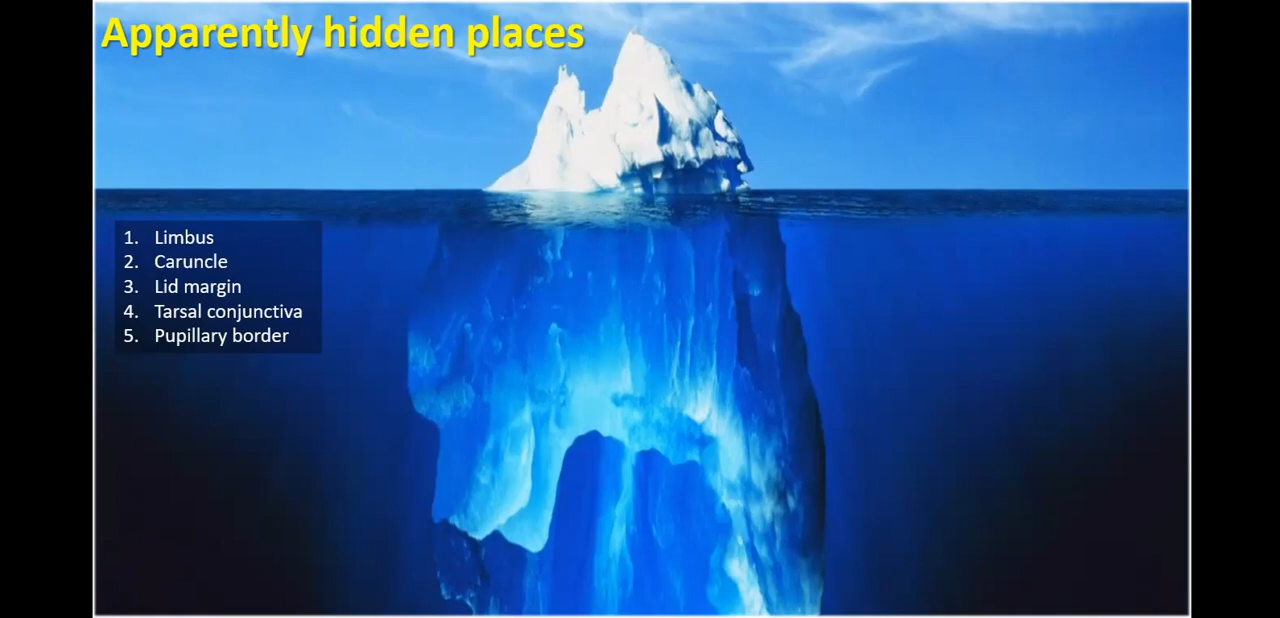 Apparently hidden places
1. Limbus
2. Caruncle
3. Lid margin
4. Tarsal conjunctiva
5. Pupillary border